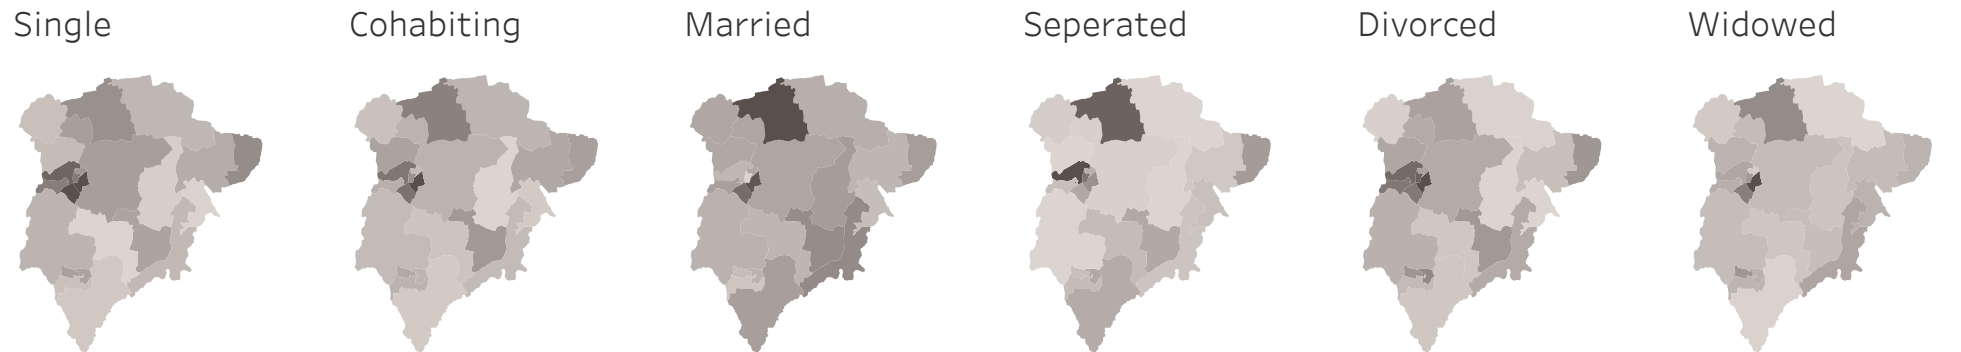 Single
Cohabiting
Married
Seperated
Divorced
Widowed